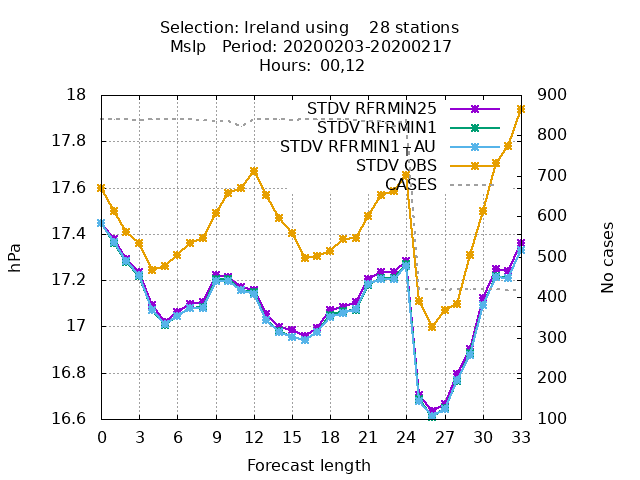 Selection: Ireland using    28 stations
Mslp   Period: 20200203-20200217
Hours:  00,12
STDV RFRMIN25
STDV RFRMIN1
STDV RFRMIN1+AU
STDV OBS
CASES
18
17.8
17.6
17.4
17.2
17
16.8
16.6
hPa
900
800
700
600
500
400
300
200
100
No cases
0 3 6 9 12 15 18 21 24 27 30 33
Forecast length